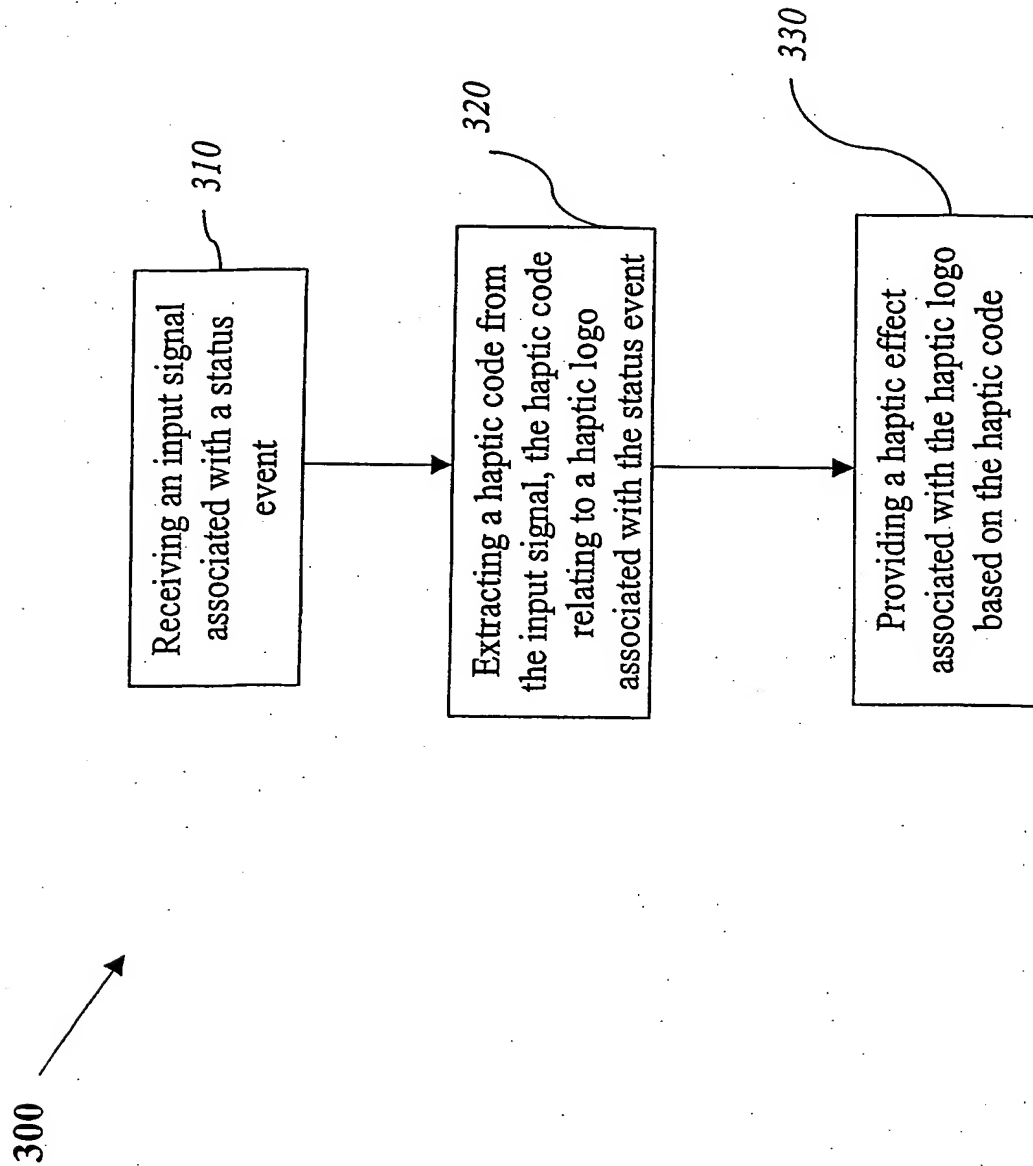 300
Receiving an input signal
associated with a status
event
310
Extracting a haptic code from
the input signal, the haptic code
relating to a haptic logo
associated with the status event
320
Providing a haptic effect
associated with the haptic logo
based on the haptic code
330